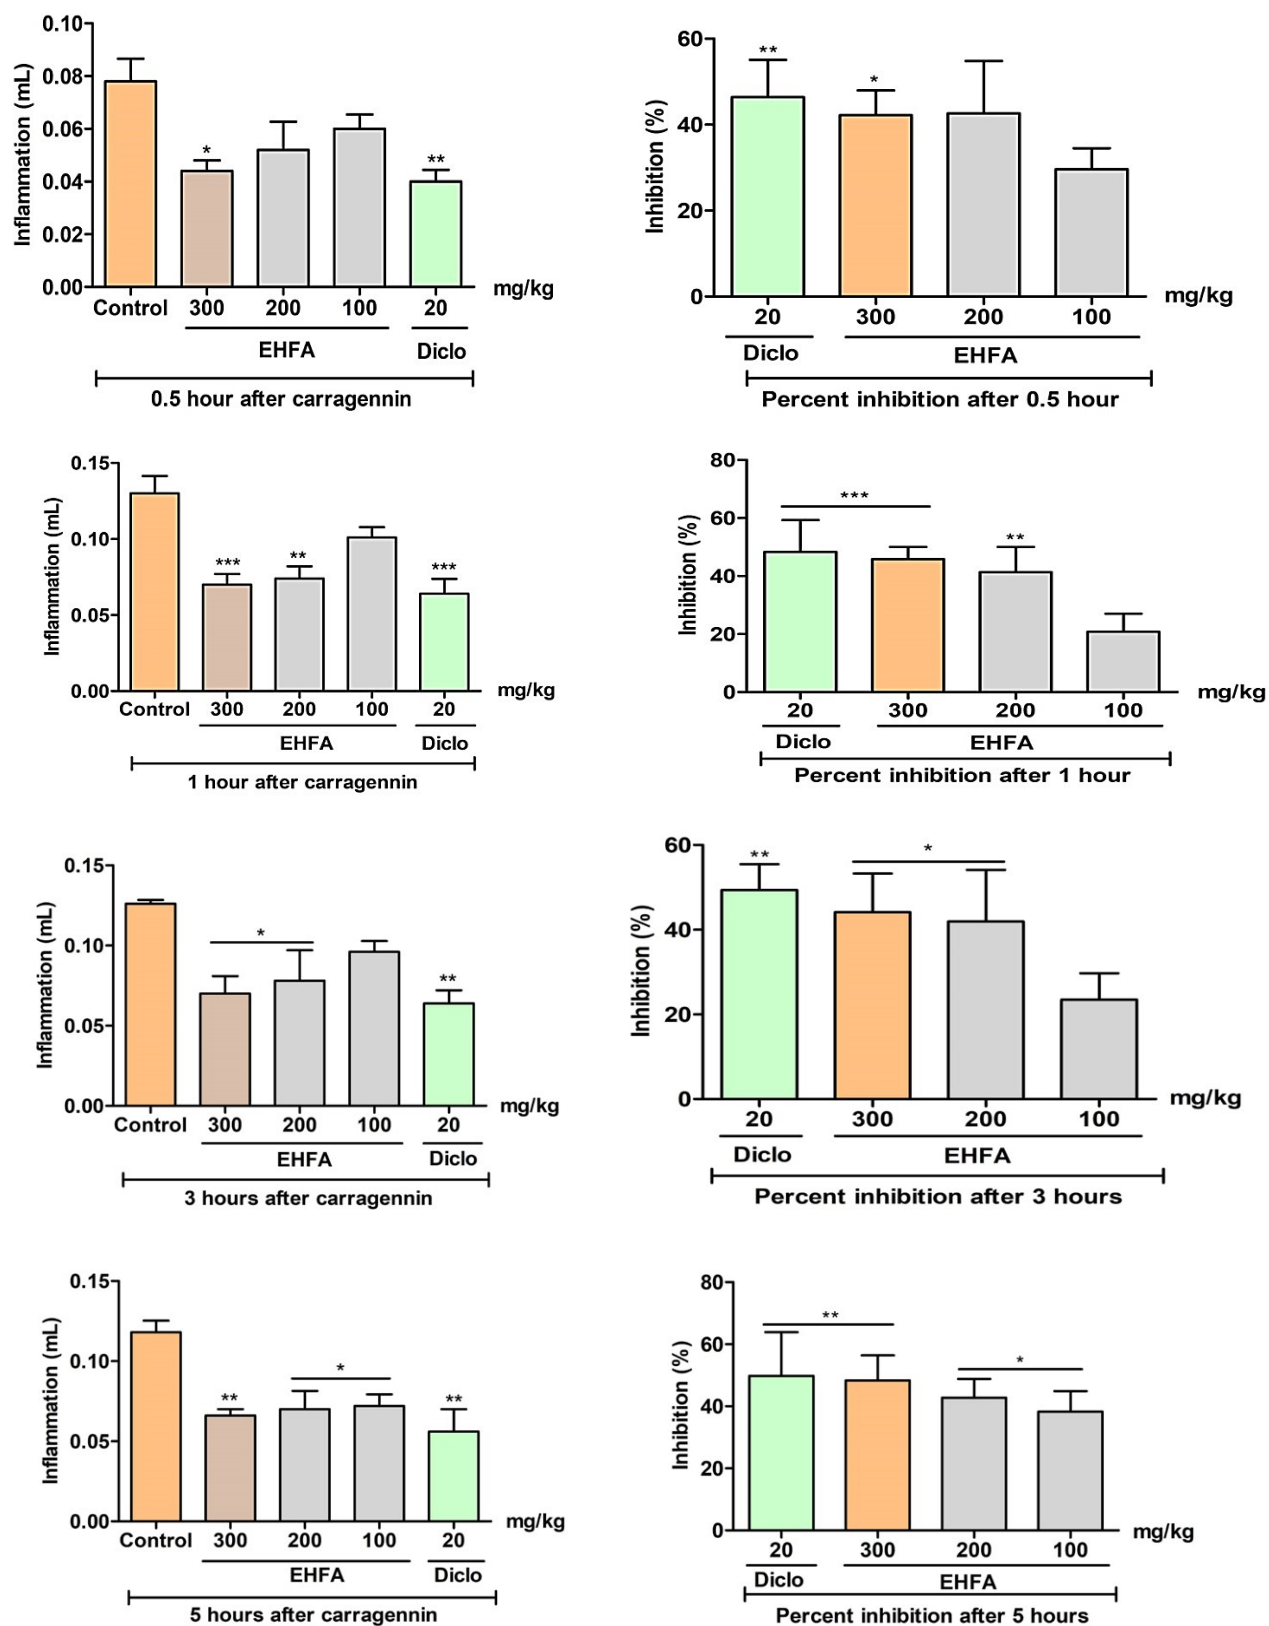 0.10
0.08
0.06
0.04
0.02
0.00
Inflammation (mL)
*
**
Control 300 200 100 20 mg/kg
EHFA Diclo
0.5 hour after carragennin
60
40
20
0
Inhibition (%)
**
*
20 300 200 100 mg/kg
Diclo EHFA
Percent inhibition after 0.5 hour
0.15
0.10
0.05
0.00
Inflammation (mL)
***
**
***
Control 300 200 100 20 mg/kg
EHFA Diclo
1 hour after carragennin
80
60
40
20
0
Inhibition (%)
***
**
20 300 200 100 mg/kg
Diclo EHFA
Percent inhibition after 1 hour
0.15
0.10
0.05
0.00
Inflammation (mL)
*
**
Control 300 200 100 20 mg/kg
EHFA Diclo
3 hours after carragennin
60
40
20
0
Inhibition (%)
**
*
20 300 200 100 mg/kg
Diclo EHFA
Percent inhibition after 3 hours
0.15
0.10
0.05
0.00
Inflammation (mL)
**
*
**
Control 300 200 100 20 mg/kg
EHFA Diclo
5 hours after carragennin
80
60
40
20
0
Inhibition (%)
**
*
20 300 200 100 mg/kg
Diclo EHFA
Percent inhibition after 5 hours